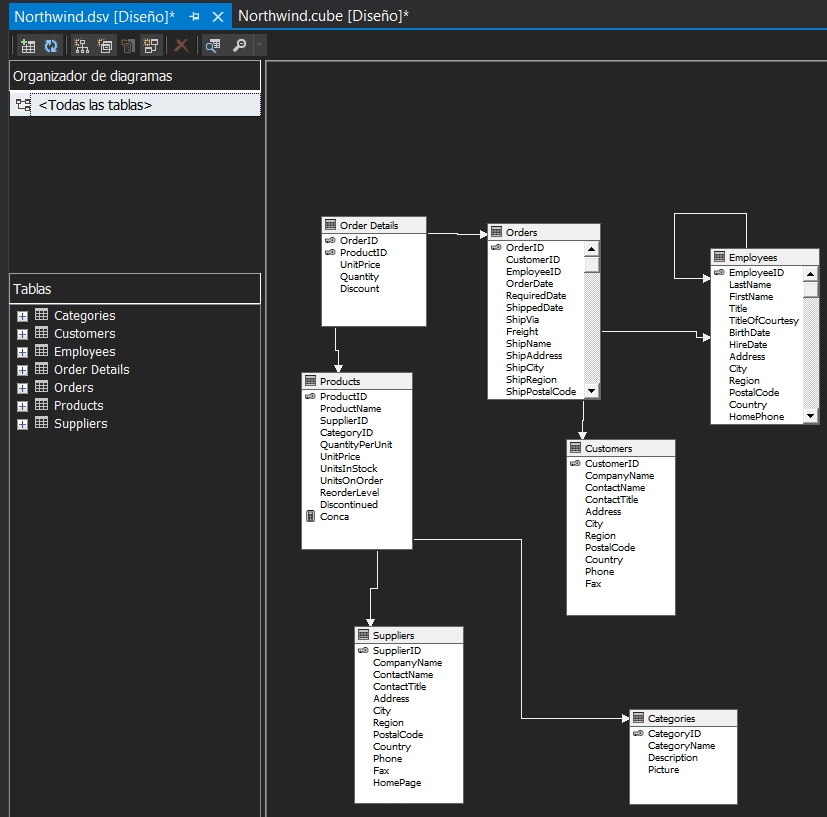 Northwind.dsv [Diseño]*
Northwind.cube [Diseño]*
Organizador de diagramas
<Todas las tablas>
Tablas
Categories
Customers
Employees
Order Details
Orders
Products
Suppliers
Order Details
OrderID
ProductID
UnitPrice
Quantity
Discount
Orders
OrderID
CustomerID
EmployeeID
OrderDate
RequiredDate
ShippedDate
ShipVia
Freight
ShipName
ShipAddress
ShipCity
ShipRegion
ShipPostalCode
Employees
EmployeeID
LastName
FirstName
Title
TitleOfCourtesy
BirthDate
HireDate
Address
City
Region
PostalCode
Country
HomePhone
Products
ProductID
ProductName
SupplierID
CategoryID
QuantityPerUnit
UnitPrice
UnitsInStock
UnitsOnOrder
ReorderLevel
Discontinued
Conca
Customers
CustomerID
CompanyName
ContactName
ContactTitle
Address
City
Region
PostalCode
Country
Phone
Fax
Suppliers
SupplierID
CompanyName
ContactName
ContactTitle
Address
City
Region
PostalCode
Country
Phone
Fax
HomePage
Categories
CategoryID
CategoryName
Description
Picture